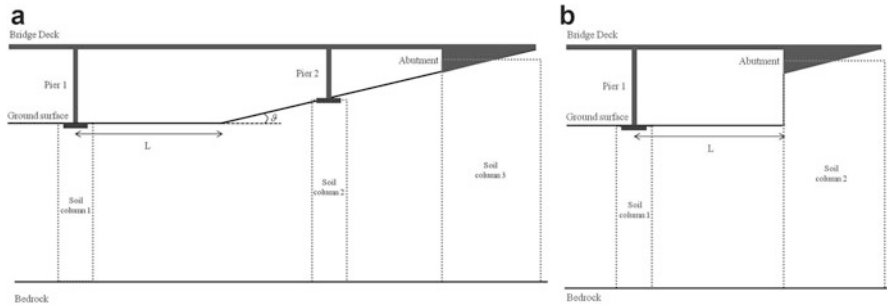 a
Bridge Deck
Pier 1
Pier 2
Abutment
Ground surface
ϑ
L
Soil
column 1
Soil
column 2
Soil
column 3
Bedrock
b
Bridge Deck
Abutment
Pier 1
Ground surface
L
Soil
column 1
Soil
column 2
Bedrock